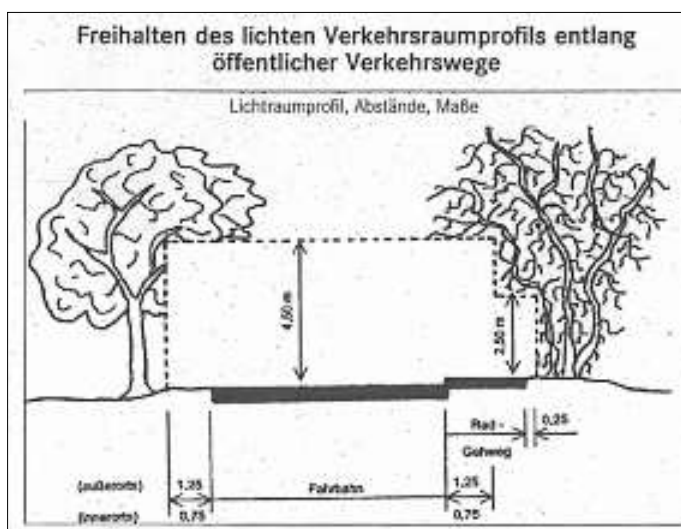 Freihalten des lichten Verkehrsraumprofils entlang
öffentlicher Verkehrswege
Lichtraumprofil, Abstände, Maße
4,50 m
2,50 m
Rad -
0,25
Gehweg
(außerorts) 1,25 Fahrbahn 1,25
(innerorts) 0,75 0,75